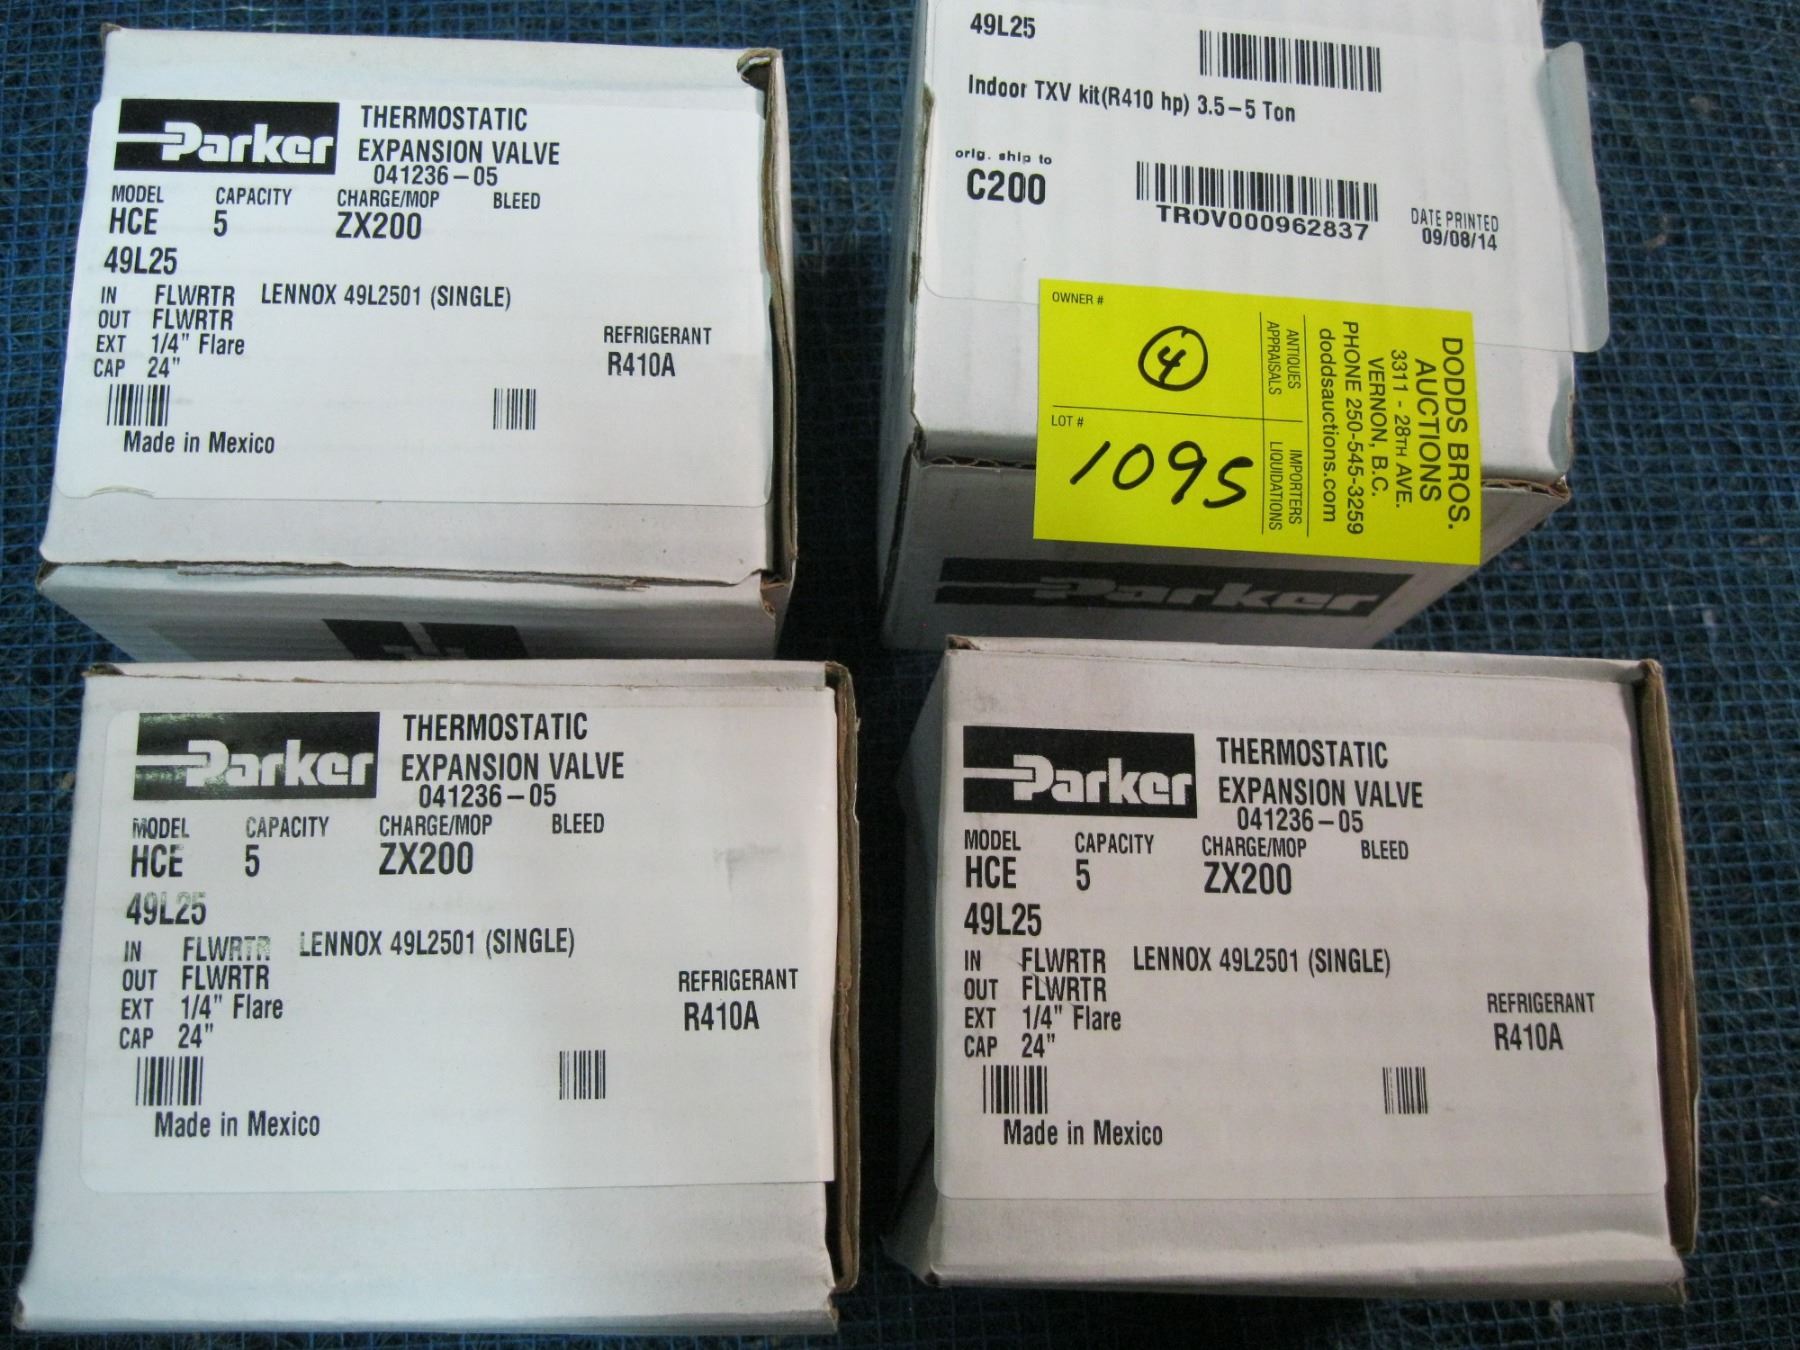 Parker
THERMOSTATIC
EXPANSION VALVE
041236-05
MODEL CAPACITY CHARGE/MOP BLEED
HCE 5 ZX200
49L25
IN FLWRTR LENNOX 49L2501 (SINGLE)
OUT FLWRTR
EXT 1/4" Flare
CAP 24"
REFRIGERANT
R410A
Made in Mexico
49L25
Indoor TXV kit(R410 hp) 3.5-5 Ton
orig. ship to
C200
TROV000962837
DATE PRINTED
09/08/14
OWNER #
4
LOT #
1095
ANTIQUES
APPRAISALS
IMPORTERS
LIQUIDATIONS
DODDS BROS.
AUCTIONS
3311 - 28TH AVE.
VERNON, B.C.
PHONE 250-545-3259
doddsauctions.com
Parker
Parker
THERMOSTATIC
EXPANSION VALVE
041236-05
MODEL CAPACITY CHARGE/MOP BLEED
HCE 5 ZX200
49L25
IN FLWRTR LENNOX 49L2501 (SINGLE)
OUT FLWRTR
EXT 1/4" Flare
CAP 24"
REFRIGERANT
R410A
Made in Mexico
Parker
THERMOSTATIC
EXPANSION VALVE
041236-05
MODEL CAPACITY CHARGE/MOP BLEED
HCE 5 ZX200
49L25
IN FLWRTR LENNOX 49L2501 (SINGLE)
OUT FLWRTR
EXT 1/4" Flare
CAP 24"
REFRIGERANT
R410A
Made in Mexico